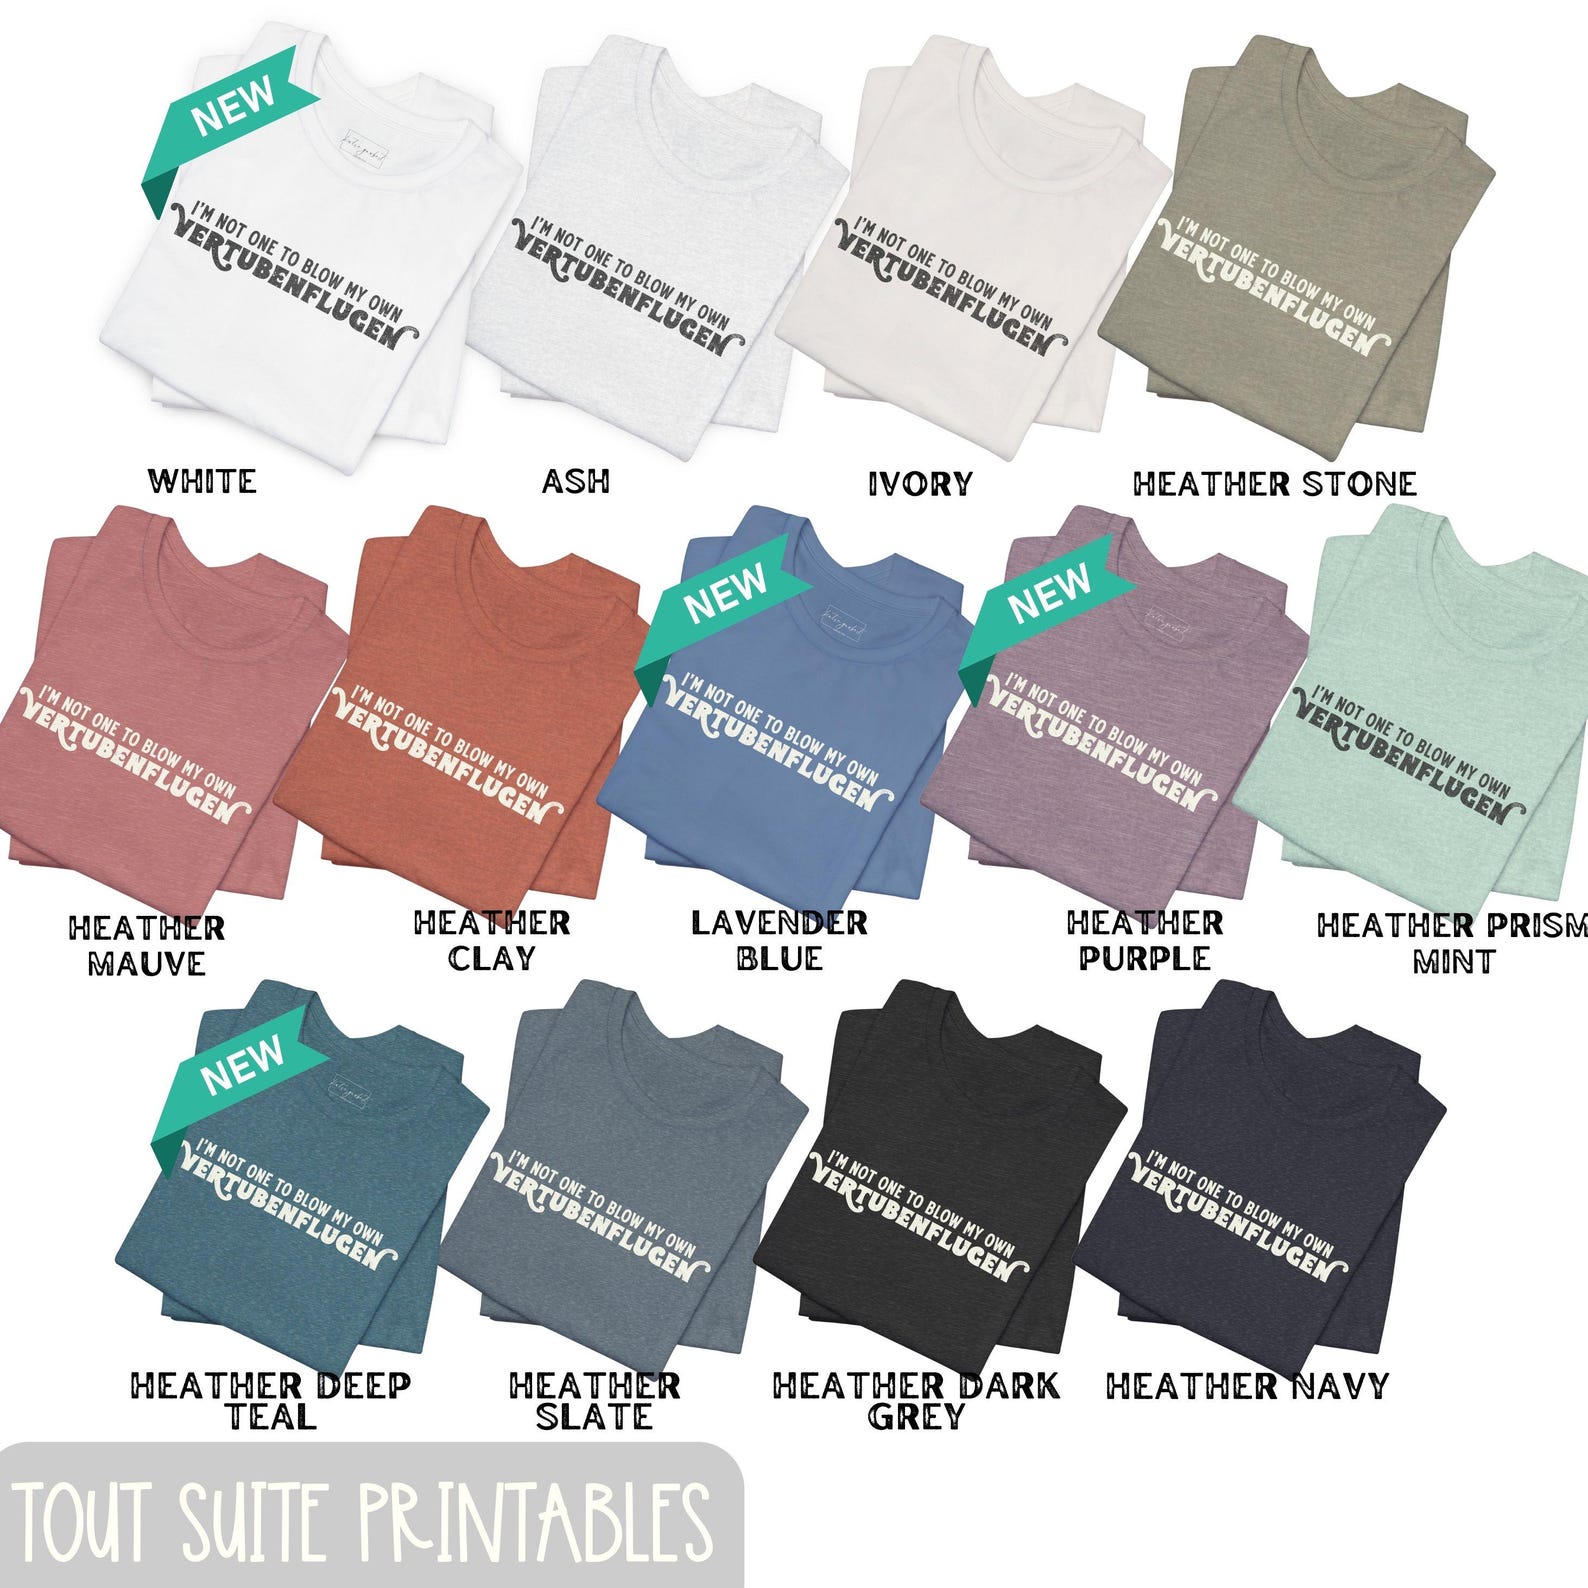 NEW
I'M NOT ONE TO BLOW MY OWN
VERTUBENFLUGEN
I'M NOT ONE TO BLOW MY OWN
VERTUBENFLUGEN
I'M NOT ONE TO BLOW MY OWN
VERTUBENFLUGEN
I'M NOT ONE TO BLOW MY OWN
VERTUBENFLUGEN
WHITE
ASH
IVORY
HEATHER STONE
I'M NOT ONE TO BLOW MY OWN
VERTUBENFLUGEN
I'M NOT ONE TO BLOW MY OWN
VERTUBENFLUGEN
NEW
I'M NOT ONE TO BLOW MY OWN
VERTUBENFLUGEN
NEW
I'M NOT ONE TO BLOW MY OWN
VERTUBENFLUGEN
I'M NOT ONE TO BLOW MY OWN
VERTUBENFLUGEN
HEATHER
MAUVE
HEATHER
CLAY
LAVENDER
BLUE
HEATHER
PURPLE
HEATHER PRISM
MINT
NEW
I'M NOT ONE TO BLOW MY OWN
VERTUBENFLUGEN
I'M NOT ONE TO BLOW MY OWN
VERTUBENFLUGEN
I'M NOT ONE TO BLOW MY OWN
VERTUBENFLUGEN
I'M NOT ONE TO BLOW MY OWN
VERTUBENFLUGEN
HEATHER DEEP
TEAL
HEATHER
SLATE
HEATHER DARK
GREY
HEATHER NAVY
TOUT SUITE PRINTABLES